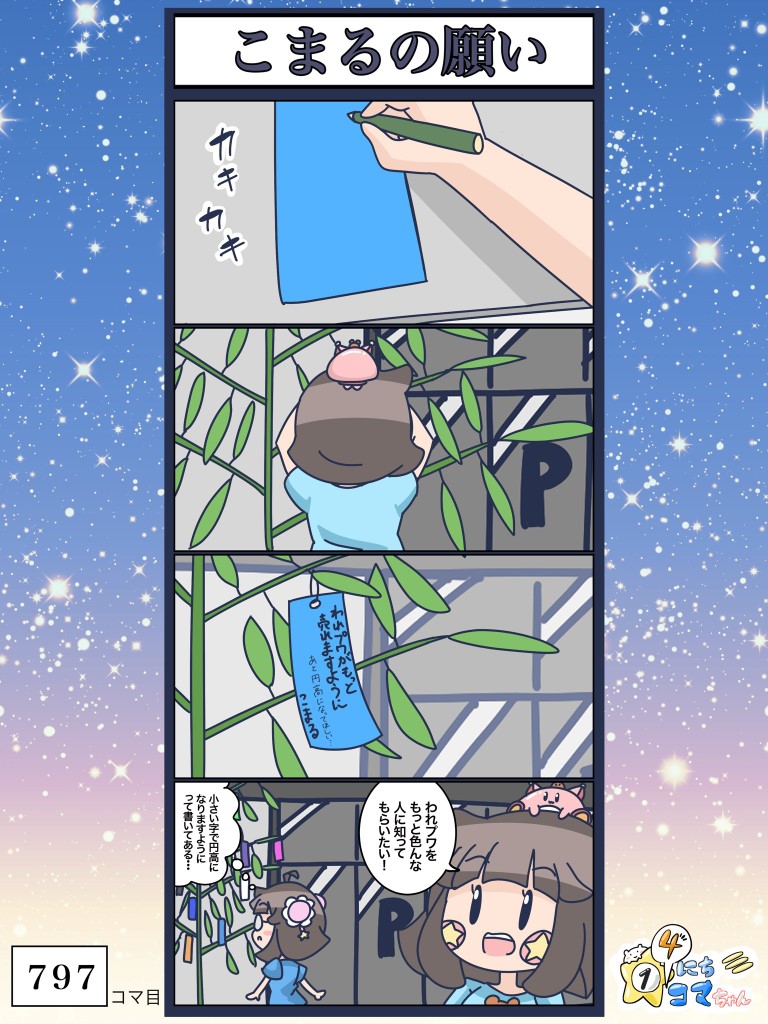 こまるの願い
カキ
カキ
P
われプワがもっと
売れますように
あと円高になってほしい…
こまる
われプワを
もっと色んな
人に知って
もらいたい！
小さい字で円高に
なりますように
って書いてある…
P
797
コマ目
1
にち
4
コマちゃん